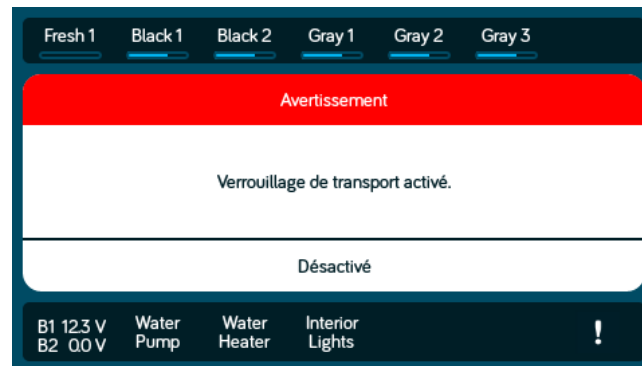 Fresh 1 Black 1 Black 2 Gray 1 Gray 2 Gray 3
Avertissement
Verrouillage de transport activé.
Désactivé
B1 12.3 V Water Water Interior
B2 0.0 V Pump Heater Lights !